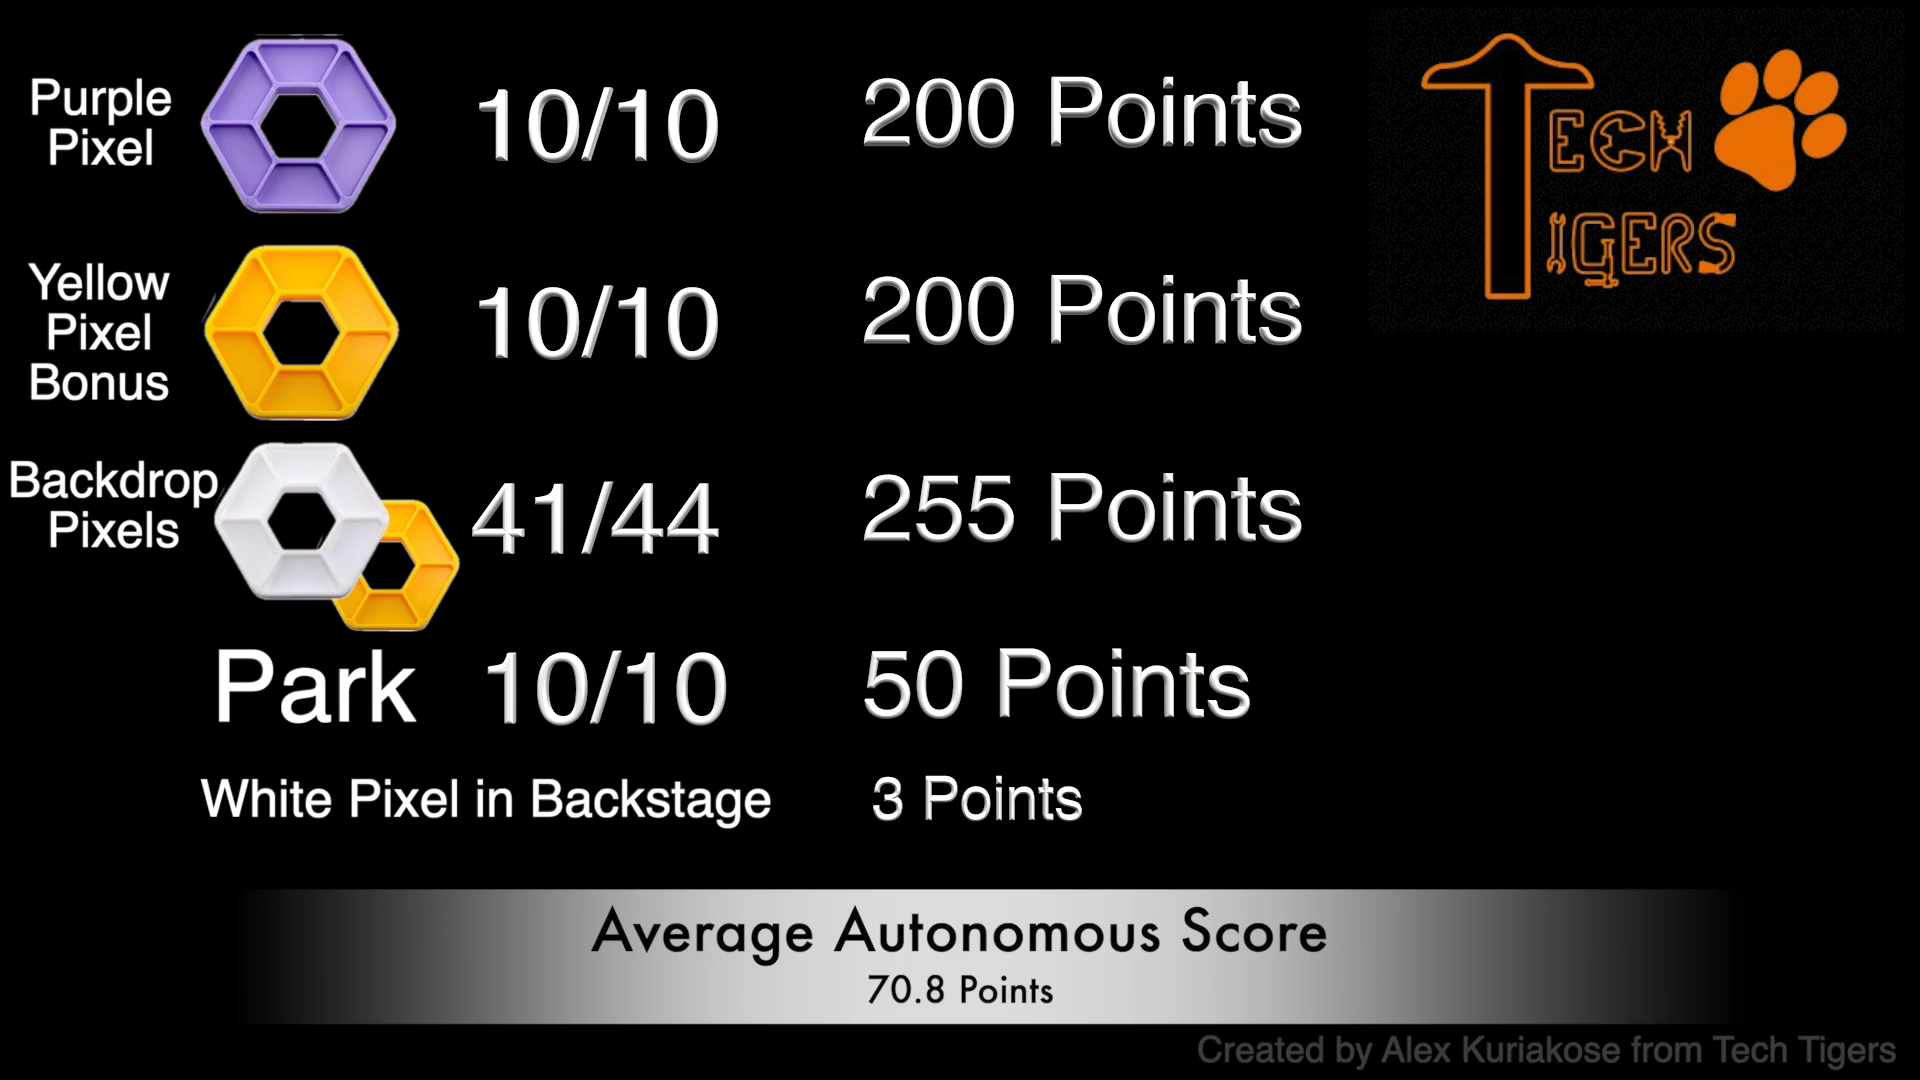 Purple
Pixel
10/10
200 Points
TECH
TIGERS
Yellow
Pixel
Bonus
10/10
200 Points
Backdrop
Pixels
41/44
255 Points
Park
10/10
50 Points
White Pixel in Backstage
3 Points
Average Autonomous Score
70.8 Points
Created by Alex Kuriakose from Tech Tigers